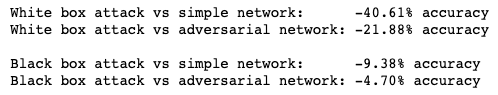 White box attack vs simple network: -40.61% accuracy
White box attack vs adversarial network: -21.88% accuracy
Black box attack vs simple network: -9.38% accuracy
Black box attack vs adversarial network: -4.70% accuracy